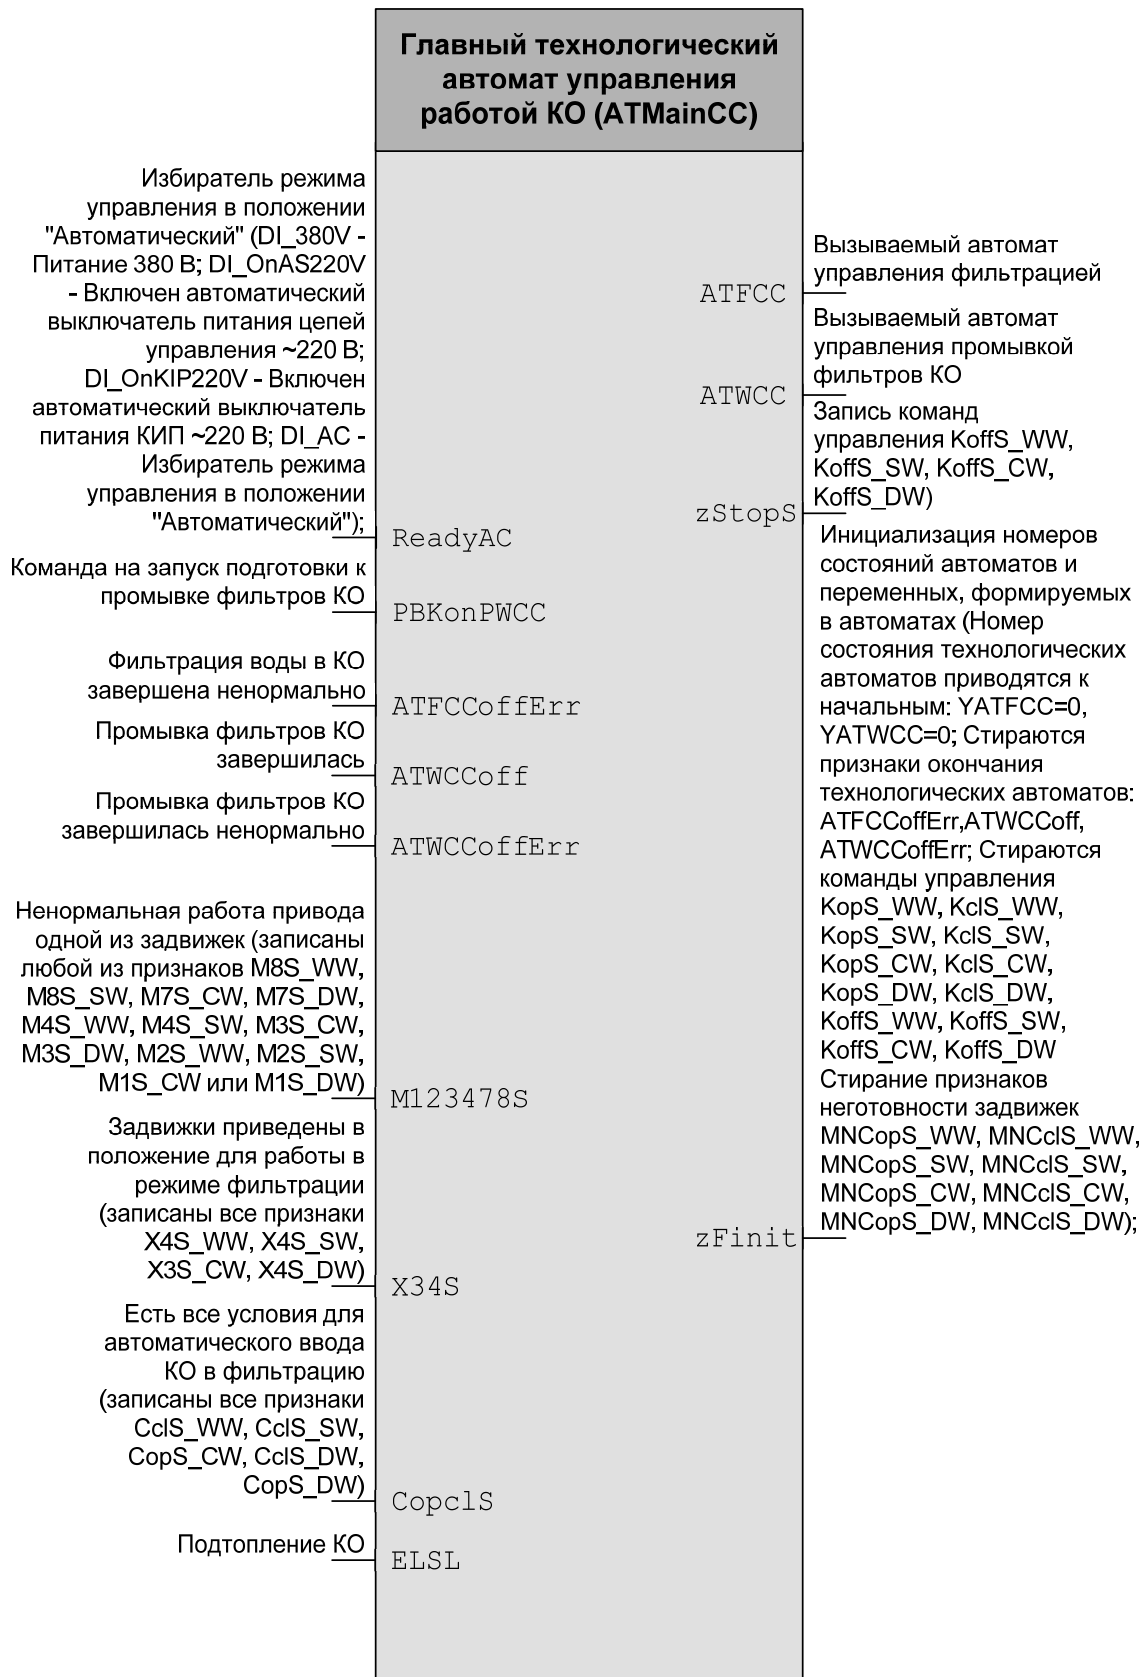 Главный технологический
автомат управления
работой КО (ATMainCC)
Избиратель режима
управления в положении
"Автоматический" (DI_380V -
Питание 380 В; DI_OnAS220V
- Включен автоматический
выключатель питания цепей
управления ~220 В;
DI_OnKIP220V - Включен
автоматический выключатель
питания КИП ~220 В; DI_AC -
Избиратель режима
управления в положении
"Автоматический");
ReadyAC
Команда на запуск подготовки к
промывке фильтров КО
PBKonPWCC
Фильтрация воды в КО
завершена ненормально
ATFCCoffErr
Промывка фильтров КО
завершилась
ATWCCoff
Промывка фильтров КО
завершилась ненормально
ATWCCoffErr
Ненормальная работа привода
одной из задвижек (записаны
любой из признаков M8S_WW,
M8S_SW, M7S_CW, M7S_DW,
M4S_WW, M4S_SW, M3S_CW,
M3S_DW, M2S_WW, M2S_SW,
M1S_CW или M1S_DW)
M123478S
Задвижки приведены в
положение для работы в
режиме фильтрации
(записаны все признаки
X4S_WW, X4S_SW,
X3S_CW, X4S_DW)
X34S
Есть все условия для
автоматического ввода
КО в фильтрацию
(записаны все признаки
CclS_WW, CclS_SW,
CopS_CW, CclS_DW,
CopS_DW)
CopclS
Подтопление КО
ELSL
Вызываемый автомат
управления фильтрацией
ATFCC
Вызываемый автомат
управления промывкой
фильтров КО
ATWCC
Запись команд
управления KoffS_WW,
KoffS_SW, KoffS_CW,
KoffS_DW)
zStopS
Инициализация номеров
состояний автоматов и
переменных, формируемых
в автоматах (Номер
состояния технологических
автоматов приводятся к
начальным: YATFCC=0,
YATWCC=0; Стираются
признаки окончания
технологических автоматов:
ATFCCoffErr,ATWCCoff,
ATWCCoffErr; Стираются
команды управления
KopS_WW, KclS_WW,
KopS_SW, KclS_SW,
KopS_CW, KclS_CW,
KopS_DW, KclS_DW,
KoffS_WW, KoffS_SW,
KoffS_CW, KoffS_DW
Стирание признаков
неготовности задвижек
MNCopS_WW, MNCclS_WW,
MNCopS_SW, MNCclS_SW,
MNCopS_CW, MNCclS_CW,
MNCopS_DW, MNCclS_DW);
zFinit